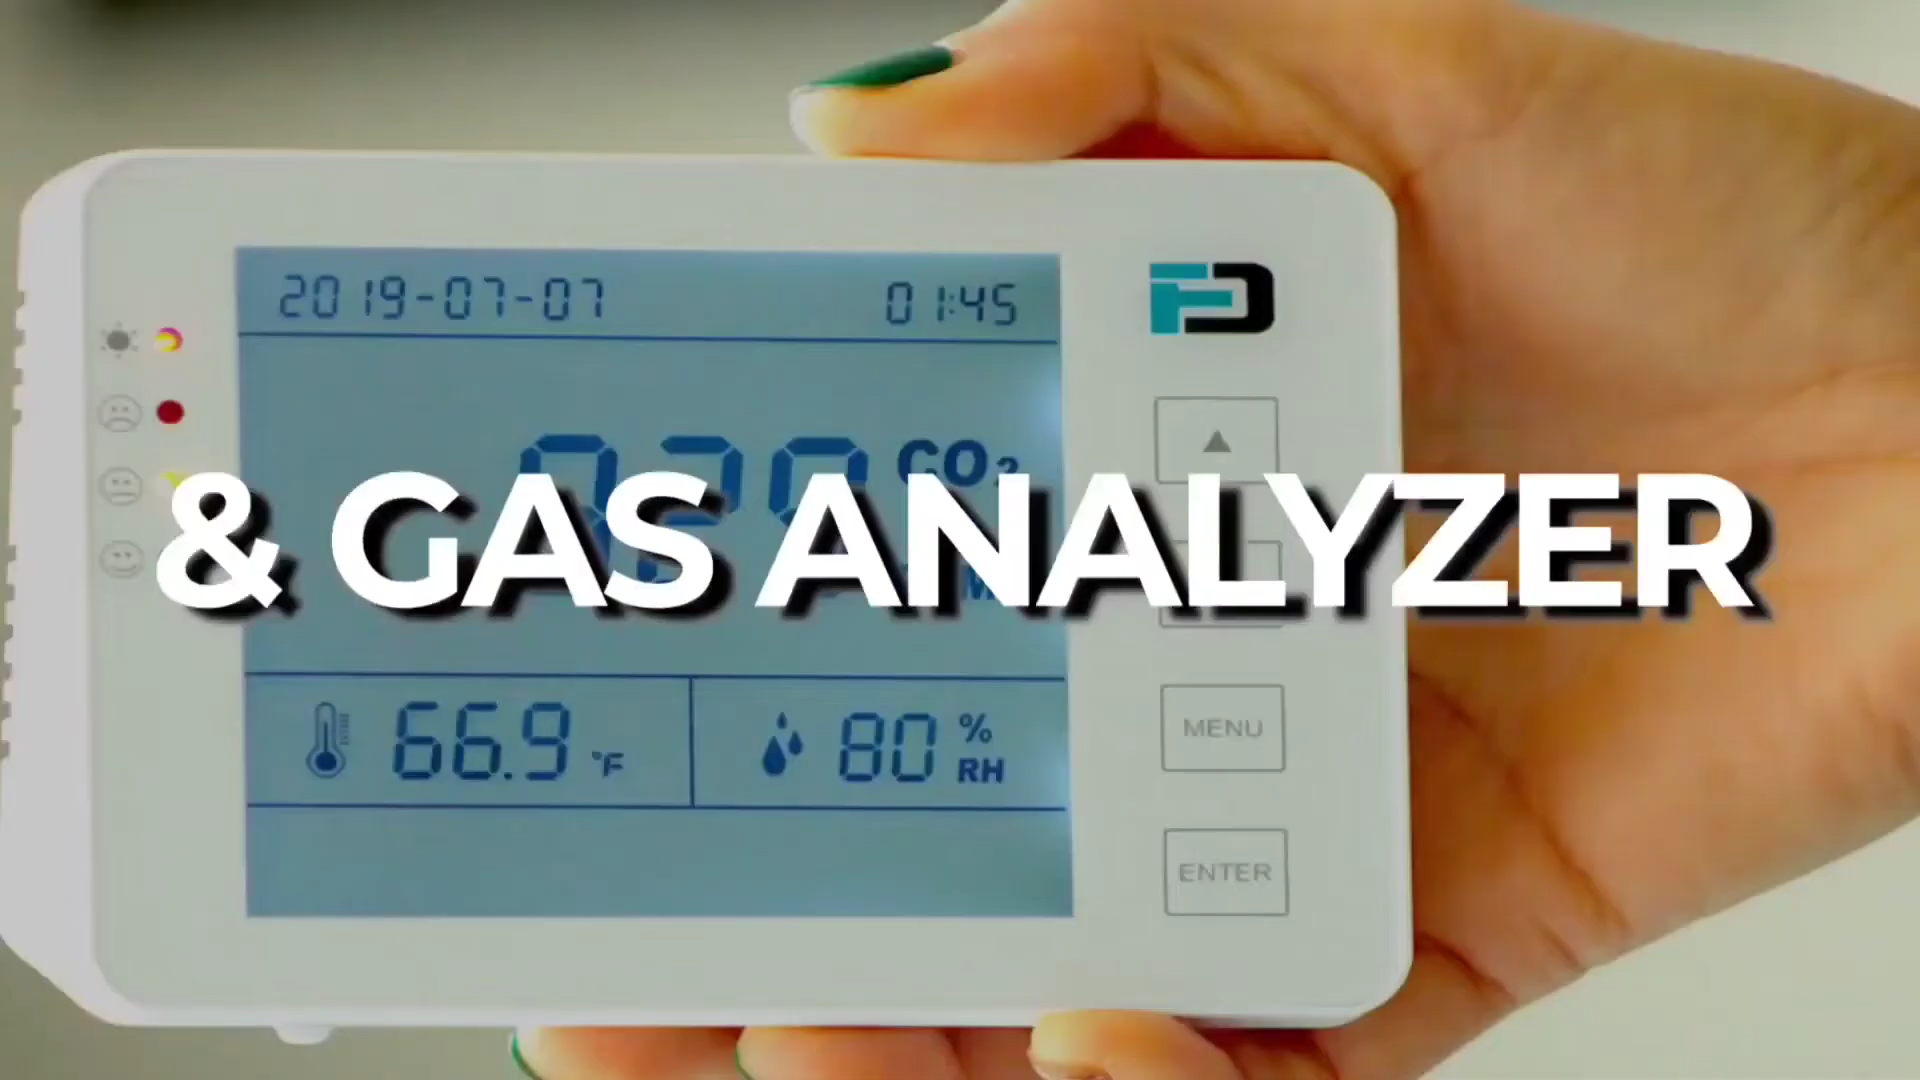 2019-07-07 01:45
CO₂
& GAS ANALYZER
66.9 °F
80 % RH
MENU
ENTER